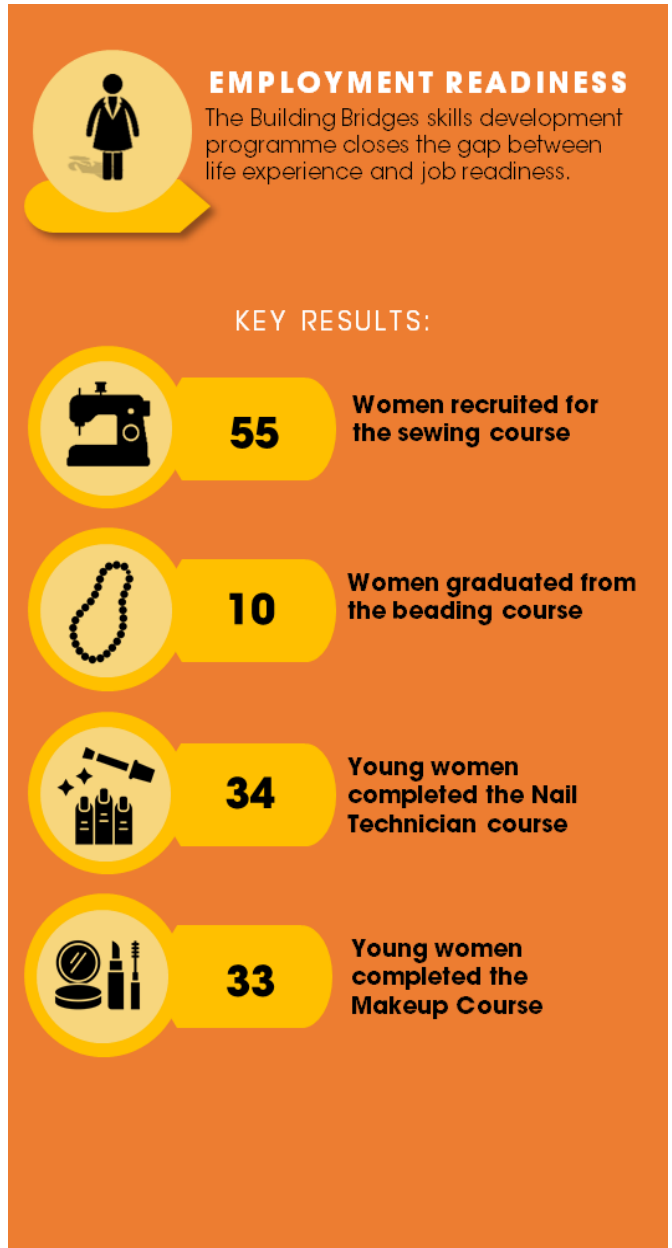 EMPLOYMENT READINESS
The Building Bridges skills development
programme closes the gap between
life experience and job readiness.
KEY RESULTS:
55
Women recruited for
the sewing course
10
Women graduated from
the beading course
34
Young women
completed the Nail
Technician course
33
Young women
completed the
Makeup Course